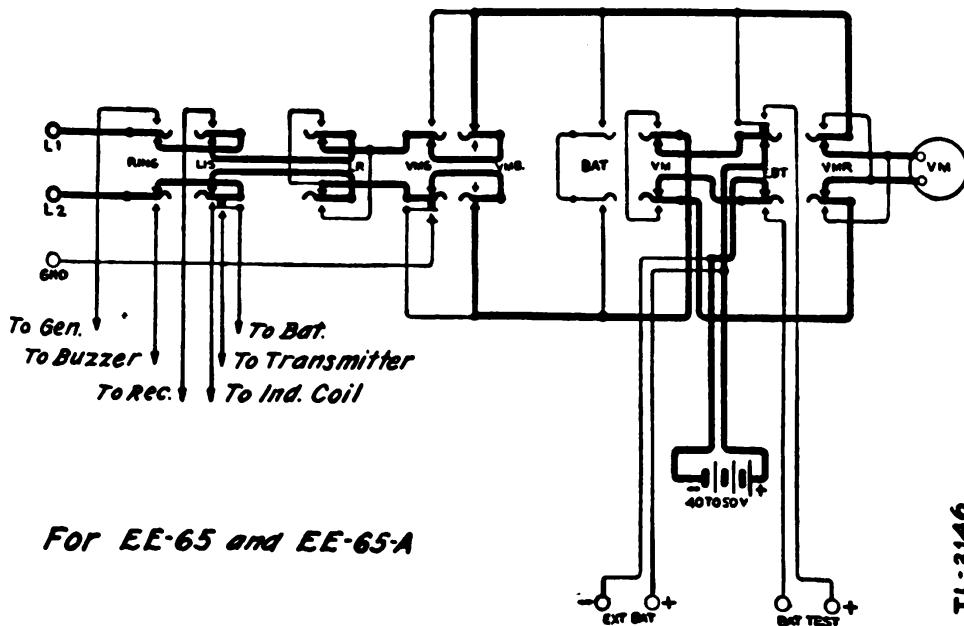 L1
RING
LIS
R
VMG
VMB.
BAT
VM
BT
VMR
VM
L2
GND
To Gen.
To Buzzer
To Rec.
To Bat.
To Transmitter
To Ind. Coil
- 40 TO 50 V +
For EE-65 and EE-65-A
- EXT BAT +
BAT TEST +
TL-2146